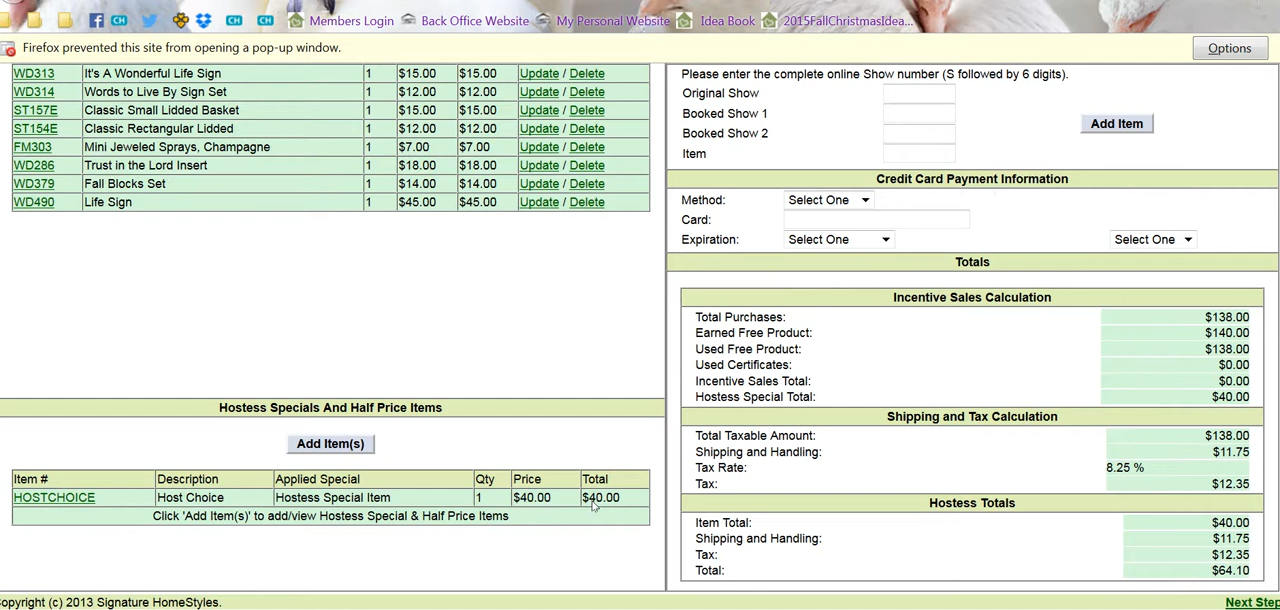 Members Login Back Office Website My Personal Website Idea Book 2015FallChristmasIdea...
Firefox prevented this site from opening a pop-up window. Options
WD313 It's A Wonderful Life Sign 1 $15.00 $15.00 Update / Delete
WD314 Words to Live By Sign Set 1 $12.00 $12.00 Update / Delete
ST157E Classic Small Lidded Basket 1 $15.00 $15.00 Update / Delete
ST154E Classic Rectangular Lidded 1 $12.00 $12.00 Update / Delete
FM303 Mini Jeweled Sprays, Champagne 1 $7.00 $7.00 Update / Delete
WD286 Trust in the Lord Insert 1 $18.00 $18.00 Update / Delete
WD379 Fall Blocks Set 1 $14.00 $14.00 Update / Delete
WD490 Life Sign 1 $45.00 $45.00 Update / Delete
Hostess Specials And Half Price Items
Add Item(s)
Item # Description Applied Special Qty Price Total
HOSTCHOICE Host Choice Hostess Special Item 1 $40.00 $40.00
Click 'Add Item(s)' to add/view Hostess Special & Half Price Items
Please enter the complete online Show number (S followed by 6 digits).
Original Show
Booked Show 1
Booked Show 2
Item
Add Item
Credit Card Payment Information
Method: Select One
Card:
Expiration: Select One Select One
Totals
Incentive Sales Calculation
Total Purchases: $138.00
Earned Free Product: $140.00
Used Free Product: $138.00
Used Certificates: $0.00
Incentive Sales Total: $0.00
Hostess Special Total: $40.00
Shipping and Tax Calculation
Total Taxable Amount: $138.00
Shipping and Handling: $11.75
Tax Rate: 8.25 %
Tax: $12.35
Hostess Totals
Item Total: $40.00
Shipping and Handling: $11.75
Tax: $12.35
Total: $64.10
opyright (c) 2013 Signature HomeStyles. Next Step